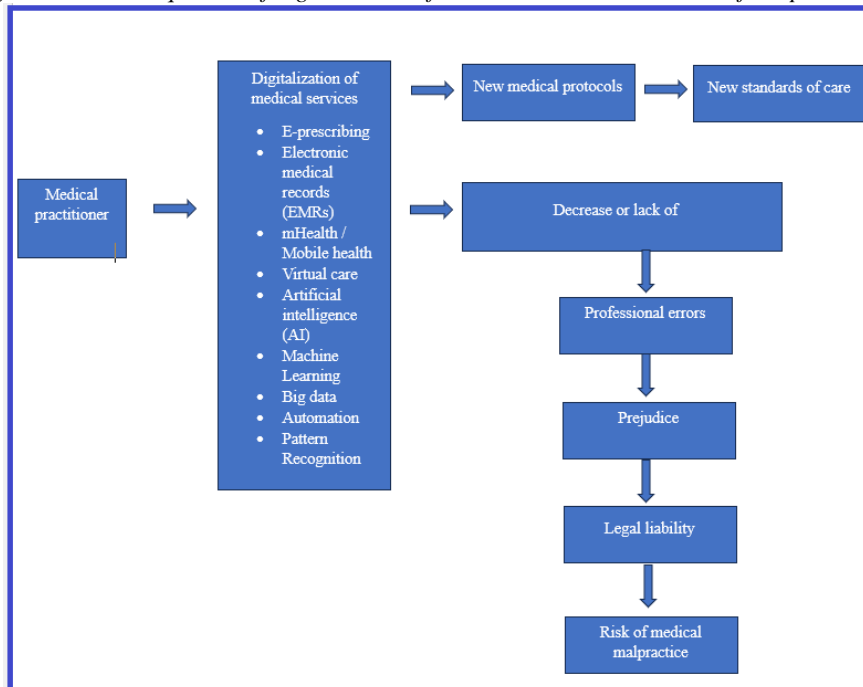 Digitalization of
medical services
• E-prescribing
• Electronic
medical
records
(EMRs)
• mHealth /
Mobile health
• Virtual care
• Artificial
intelligence
(AI)
• Machine
Learning
• Big data
• Automation
• Pattern
Recognition
New medical protocols
New standards of care
Medical
practitioner
Decrease or lack of
Professional errors
Prejudice
Legal liability
Risk of medical
malpractice